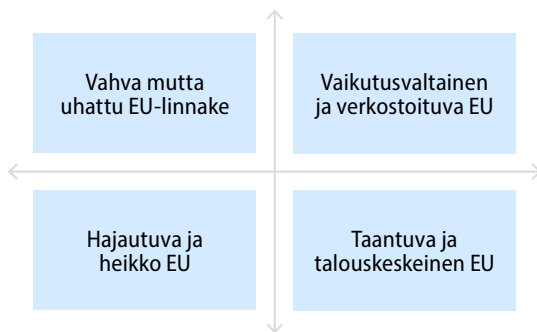 Vahva mutta
uhattu EU-linnake
Vaikutusvaltainen
ja verkostoituva EU
Hajautuva ja
heikko EU
Taantuva ja
talouskeskeinen EU